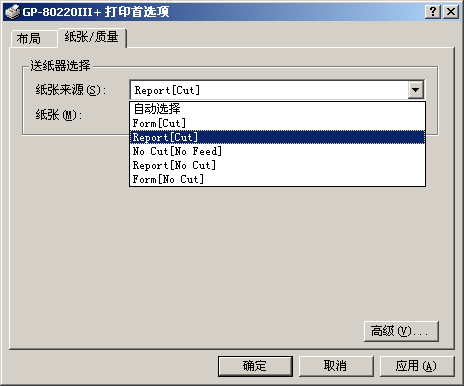 GP-80220III+ 打印首选项
布局
纸张/质量
送纸器选择
纸张来源(S):
Report[Cut]
纸张(M):
自动选择
Form[Cut]
Report[Cut]
No Cut[No Feed]
Report[No Cut]
Form[No Cut]
高级(V)...
确定
取消
应用(A)